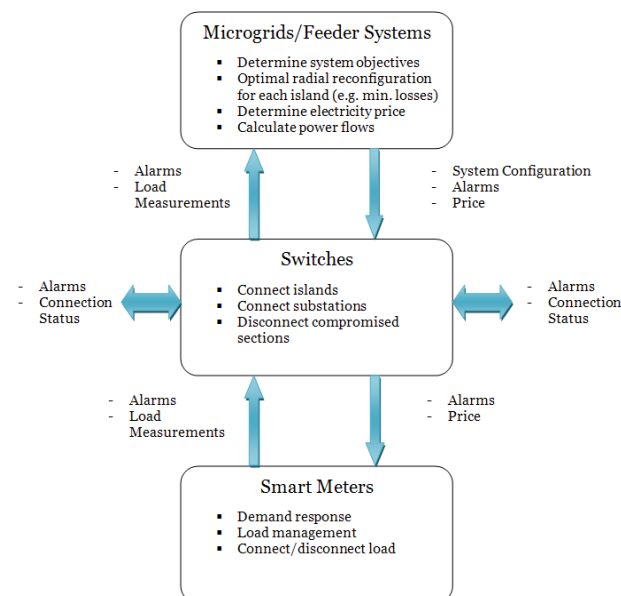 Microgrids/Feeder Systems
▪ Determine system objectives
▪ Optimal radial reconfiguration
for each island (e.g. min. losses)
▪ Determine electricity price
▪ Calculate power flows
- Alarms
- Load
Measurements
- System Configuration
- Alarms
- Price
Switches
▪ Connect islands
▪ Connect substations
▪ Disconnect compromised
sections
- Alarms
- Connection
Status
- Alarms
- Connection
Status
- Alarms
- Load
Measurements
- Alarms
- Price
Smart Meters
▪ Demand response
▪ Load management
▪ Connect/disconnect load